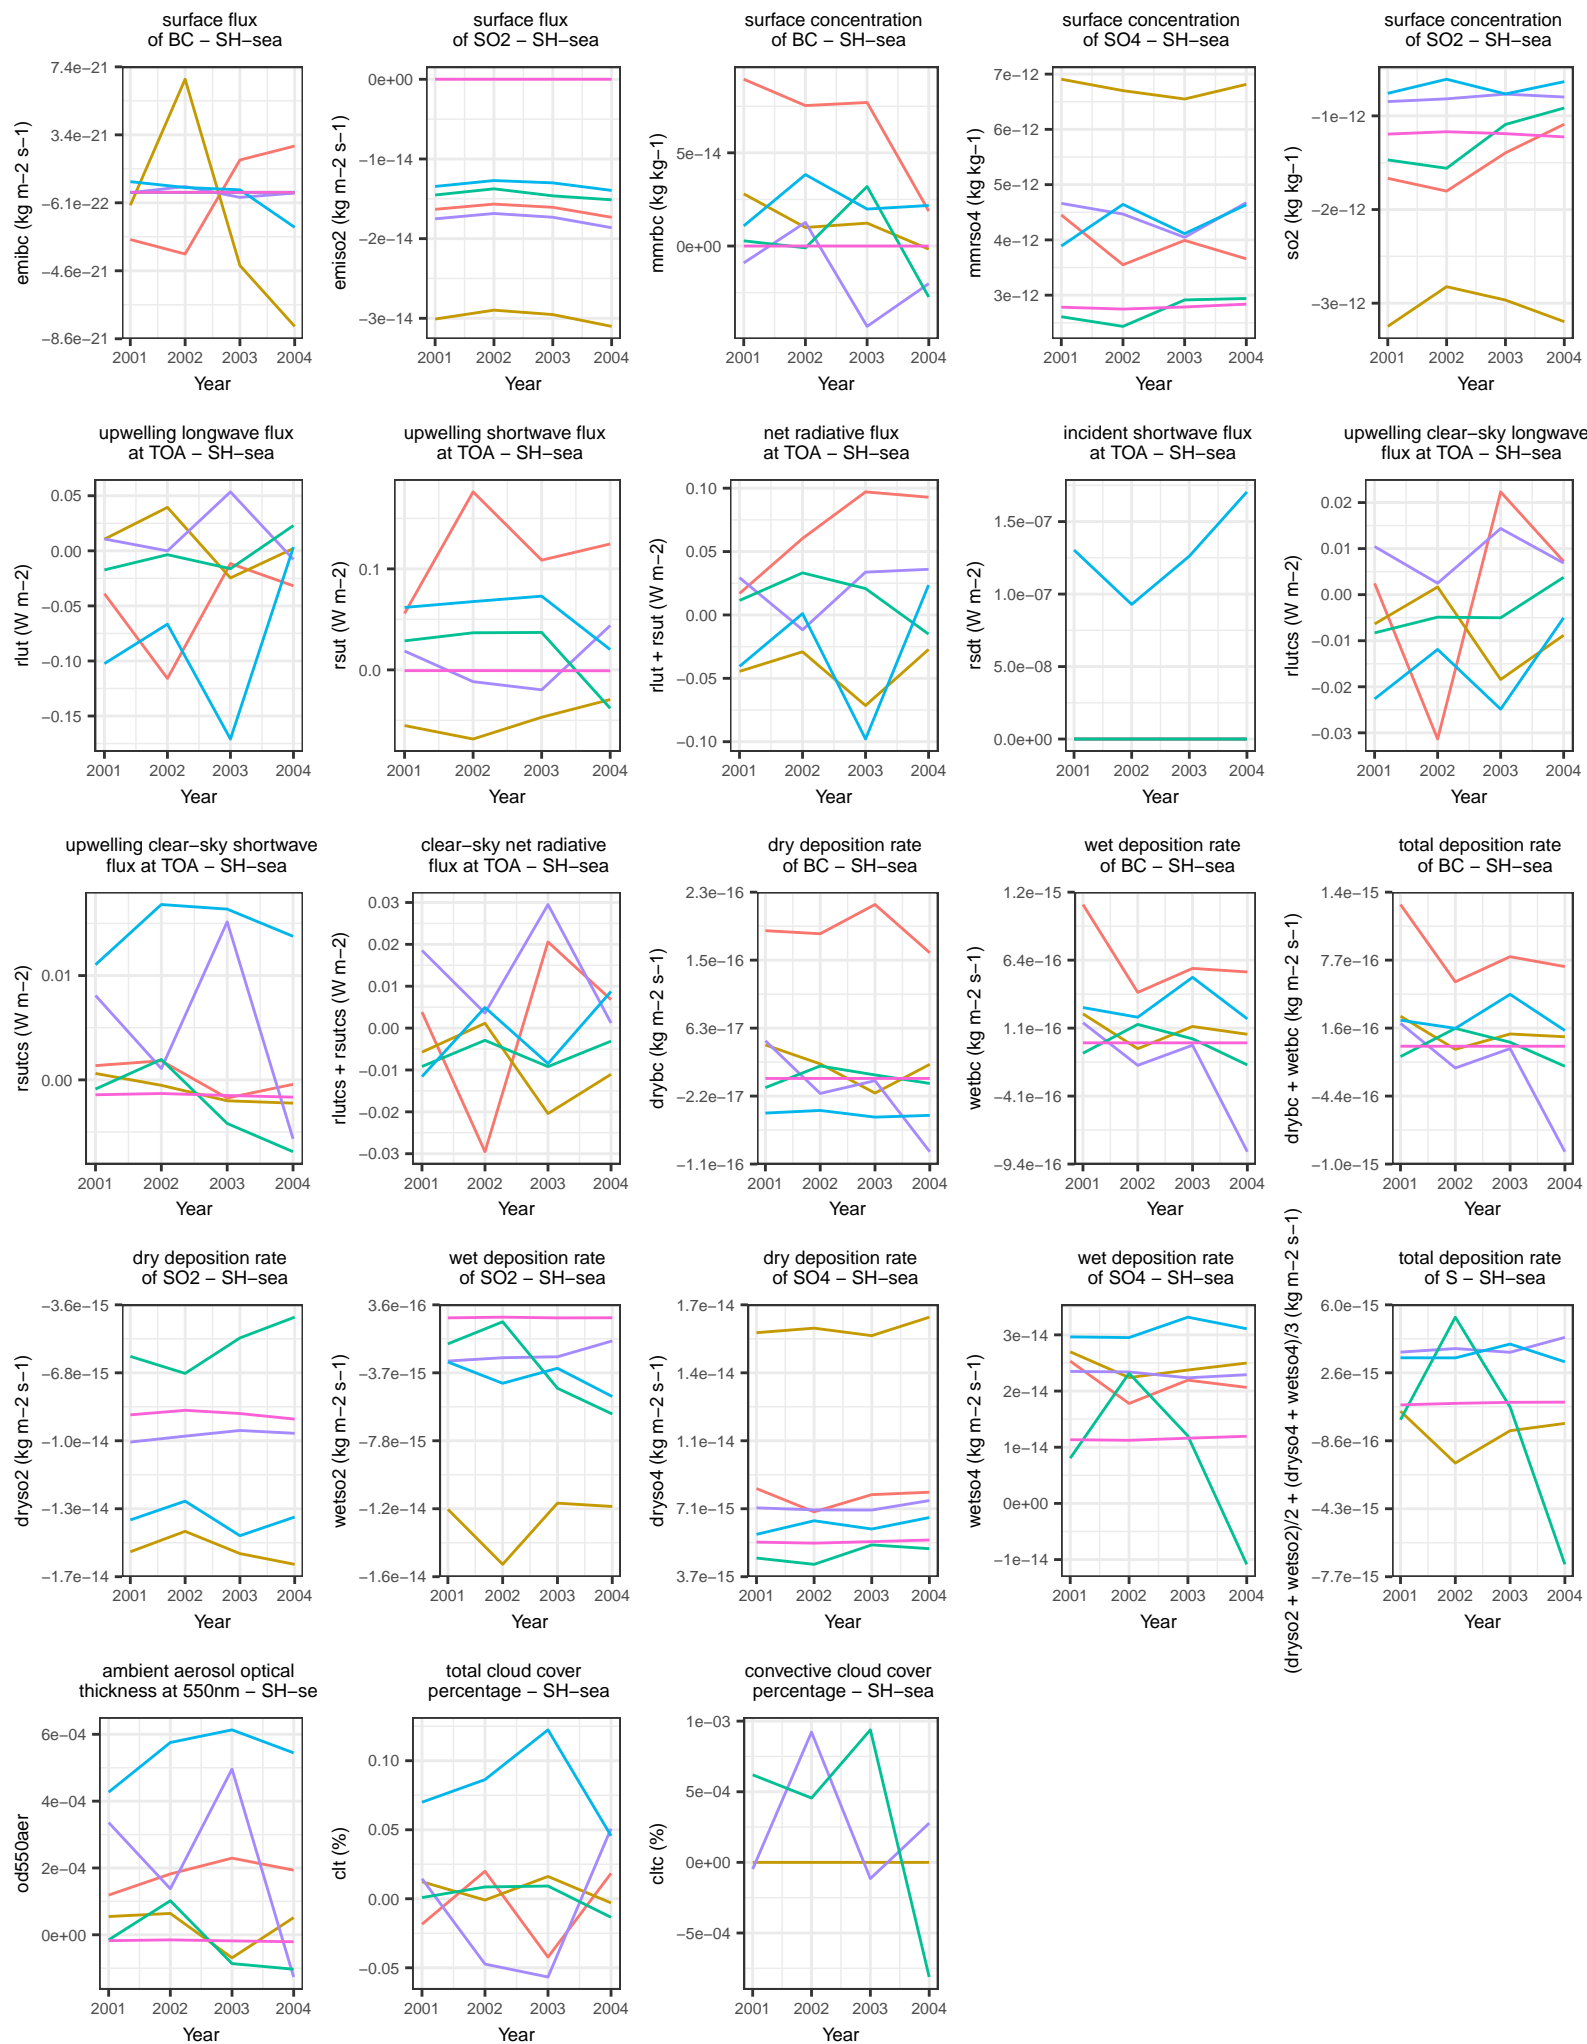 surface flux
of BC − SH−sea
surface flux
of SO2 − SH−sea
surface concentration
of BC − SH−sea
surface concentration
of SO4 − SH−sea
surface concentration
of SO2 − SH−sea
emibc (kg m−2 s−1)
7.4e−21
3.4e−21
−6.1e−22
−4.6e−21
−8.6e−21
2001 2002 2003 2004
Year
emiso2 (kg m−2 s−1)
0e+00
−1e−14
−2e−14
−3e−14
2001 2002 2003 2004
Year
mmrbc (kg kg−1)
5e−14
0e+00
2001 2002 2003 2004
Year
mmrso4 (kg kg−1)
7e−12
6e−12
5e−12
4e−12
3e−12
2001 2002 2003 2004
Year
so2 (kg kg−1)
−1e−12
−2e−12
−3e−12
2001 2002 2003 2004
Year
upwelling longwave flux
at TOA − SH−sea
upwelling shortwave flux
at TOA − SH−sea
net radiative flux
at TOA − SH−sea
incident shortwave flux
at TOA − SH−sea
upwelling clear−sky longwave
flux at TOA − SH−sea
rlut (W m−2)
0.05
0.00
−0.05
−0.10
−0.15
2001 2002 2003 2004
Year
rsut (W m−2)
0.1
0.0
2001 2002 2003 2004
Year
rlut + rsut (W m−2)
0.10
0.05
0.00
−0.05
−0.10
2001 2002 2003 2004
Year
rsdt (W m−2)
1.5e−07
1.0e−07
5.0e−08
0.0e+00
2001 2002 2003 2004
Year
rlutcs (W m−2)
0.02
0.01
0.00
−0.01
−0.02
−0.03
2001 2002 2003 2004
Year
upwelling clear−sky shortwave
flux at TOA − SH−sea
clear−sky net radiative
flux at TOA − SH−sea
dry deposition rate
of BC − SH−sea
wet deposition rate
of BC − SH−sea
total deposition rate
of BC − SH−sea
rsutcs (W m−2)
0.01
0.00
2001 2002 2003 2004
Year
rlutcs + rsutcs (W m−2)
0.03
0.02
0.01
0.00
−0.01
−0.02
−0.03
2001 2002 2003 2004
Year
drybc (kg m−2 s−1)
2.3e−16
1.5e−16
6.3e−17
−2.2e−17
−1.1e−16
2001 2002 2003 2004
Year
wetbc (kg m−2 s−1)
1.2e−15
6.4e−16
1.1e−16
−4.1e−16
−9.4e−16
2001 2002 2003 2004
Year
drybc + wetbc (kg m−2 s−1)
1.4e−15
7.7e−16
1.6e−16
−4.4e−16
−1.0e−15
2001 2002 2003 2004
Year
dry deposition rate
of SO2 − SH−sea
wet deposition rate
of SO2 − SH−sea
dry deposition rate
of SO4 − SH−sea
wet deposition rate
of SO4 − SH−sea
total deposition rate
of S − SH−sea
dryso2 (kg m−2 s−1)
−3.6e−15
−6.8e−15
−1.0e−14
−1.3e−14
−1.7e−14
2001 2002 2003 2004
Year
wetso2 (kg m−2 s−1)
3.6e−16
−3.7e−15
−7.8e−15
−1.2e−14
−1.6e−14
2001 2002 2003 2004
Year
dryso4 (kg m−2 s−1)
1.7e−14
1.4e−14
1.1e−14
7.1e−15
3.7e−15
2001 2002 2003 2004
Year
wetso4 (kg m−2 s−1)
3e−14
2e−14
1e−14
0e+00
−1e−14
2001 2002 2003 2004
Year
(dryso2 + wetso2)/2 + (dryso4 + wetso4)/3 (kg m−2 s−1)
6.0e−15
2.6e−15
−8.6e−16
−4.3e−15
−7.7e−15
2001 2002 2003 2004
Year
ambient aerosol optical
thickness at 550nm − SH−se
total cloud cover
percentage − SH−sea
convective cloud cover
percentage − SH−sea
od550aer
6e−04
4e−04
2e−04
0e+00
2001 2002 2003 2004
Year
clt (%)
0.10
0.05
0.00
−0.05
2001 2002 2003 2004
Year
cltc (%)
1e−03
5e−04
0e+00
−5e−04
2001 2002 2003 2004
Year